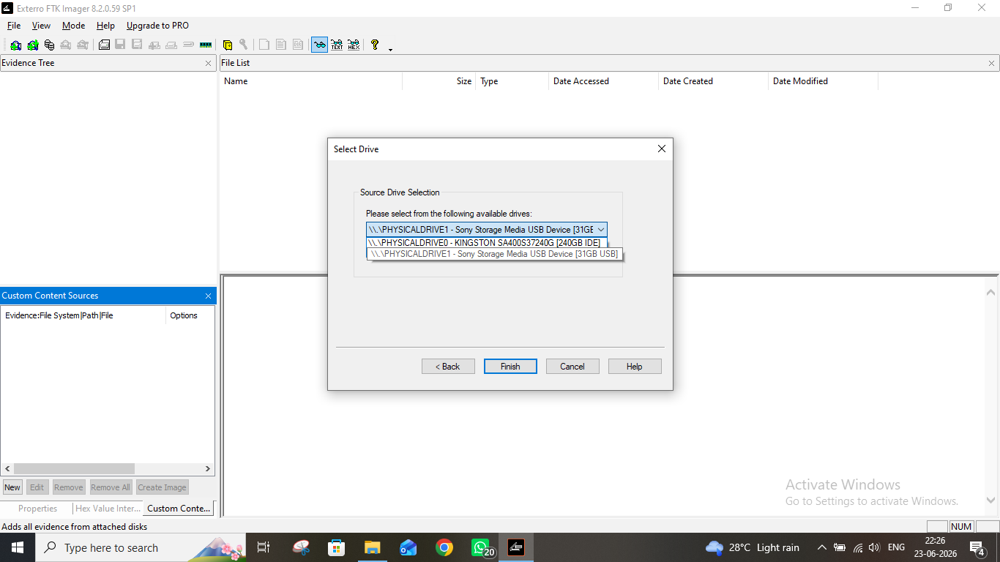 Exterro FTK Imager 8.2.0.59 SP1
File View Mode Help Upgrade to PRO
TEXT HEX
Evidence Tree
File List
Name Size Type Date Accessed Date Created Date Modified
Select Drive
Source Drive Selection
Please select from the following available drives:
\\.\PHYSICALDRIVE1 - Sony Storage Media USB Device [31GE
\\.\PHYSICALDRIVE0 - KINGSTON SA400S37240G [240GB IDE]
\\.\PHYSICALDRIVE1 - Sony Storage Media USB Device [31GB USB]
< Back Finish Cancel Help
Custom Content Sources
Evidence:File System|Path|File Options
New Edit Remove Remove All Create Image
Properties Hex Value Inter... Custom Conte...
Activate Windows
Go to Settings to activate Windows.
Adds all evidence from attached disks
NUM
Type here to search
20
28°C Light rain
ENG
22:26
23-06-2026
4